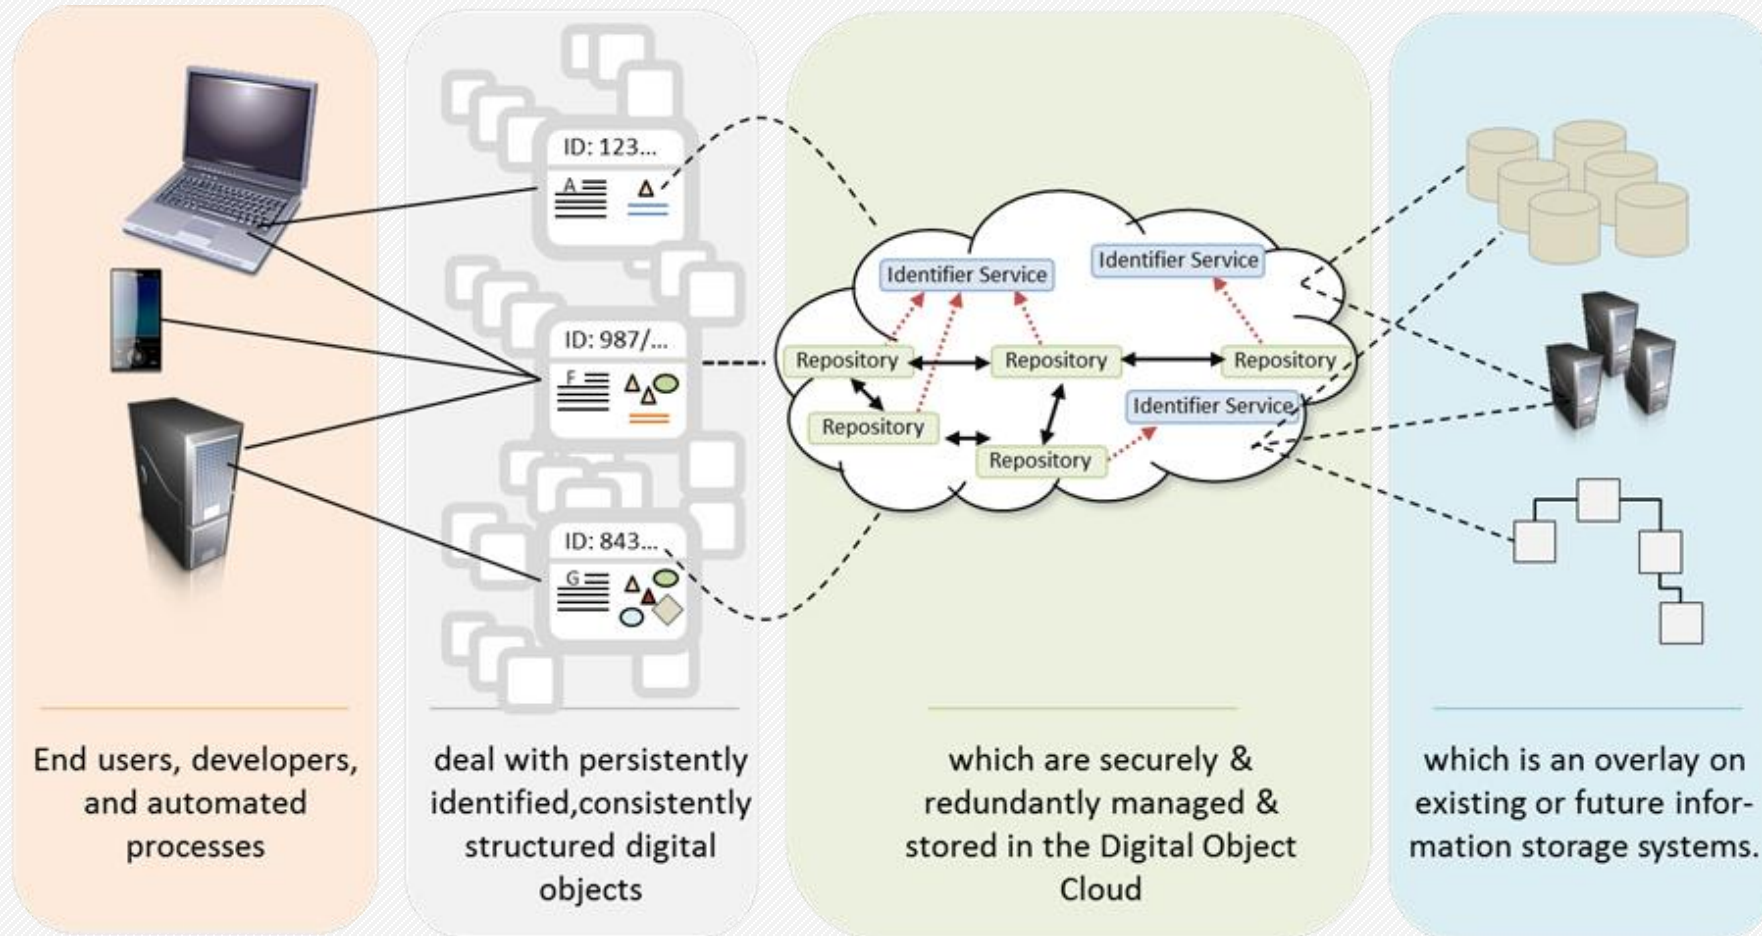 ID: 123...
A
ID: 987/...
F
ID: 843...
G
Identifier Service
Identifier Service
Repository
Repository
Repository
Identifier Service
Repository
Repository
End users, developers,
and automated
processes
deal with persistently
identified,consistently
structured digital
objects
which are securely &
redundantly managed &
stored in the Digital Object
Cloud
which is an overlay on
existing or future infor-
mation storage systems.